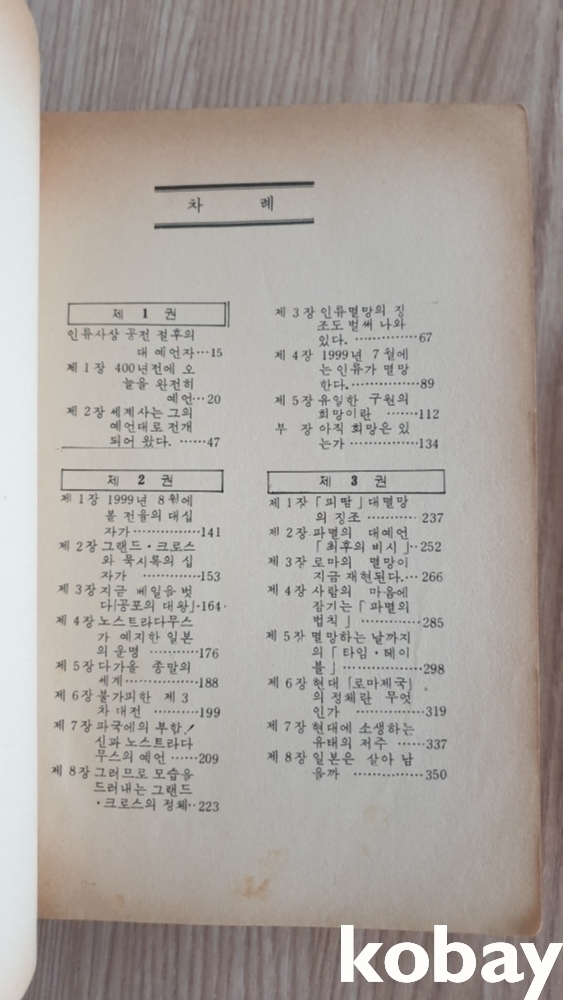 차 례
제 1 권
인류사상 공전 절후의
대 예언자…15
제 1 장 400년전에 오
늘을 완전히
예언…20
제 2 장 세계사는 그의
예언대로 전개
되어 왔다. ……47
제 3 장 인류멸망의 징
조도 벌써 나와
있다. ……………67
제 4 장 1999년 7월에
는 인류가 멸망
한다.……………89
제 5 장 유일한 구원의
희망이란 ………112
부 장 아직 희망은 있
는가 ……………134
제 2 권
제 1 장 1999년 8월에
볼 전율의 대십
자가……………141
제 2 장 그랜드・크로스
와 묵시록의 십
자가 ……………153
제 3 장 지금 베일을 벗
다「공포의 대왕」·164·
제 4 장 노스트라다무스
가 예지한 일본
의 운명 …………176
제 5 장 다가올 종말의
세계……………188
제 6 장 불가피한 제 3
차 대전 …………199
제 7 장 파국에의 부합!
신과 노스트라다
무스의 예언 ……209
제 8 장 그러므로 모습을
드러내는 그랜드
・크로스의 정체‥223
제 3 권
제 1 장「피땀」대멸망
의 징조…………237
제 2 장 파멸의 대예언
「최후의 비시」‥252
제 3 장 로마의 멸망이
지금 재현된다.…266
제 4 장 사람의 마음에
잠기는「파멸의
법칙」……………285
제 5 장 멸망하는 날까지
의「타임・테이
블」………………298
제 6 장 현대「로마제국」
의 정체란 무엇
인가 ……………319
제 7 장 현대에 소생하는
유태의 저주 ……337
제 8 장 일본은 살아 남
을까 ……………350
kobay